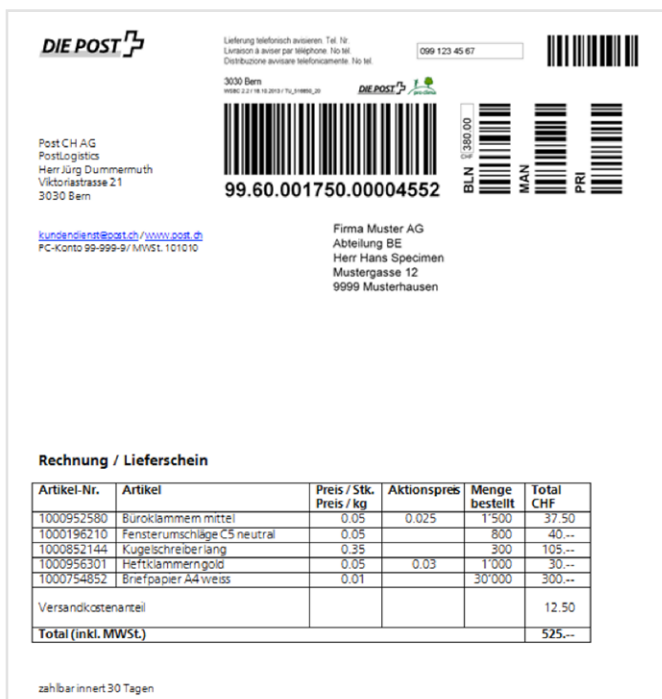 DIE POST
Lieferung telefonisch avisieren. Tel. Nr.
Livraison à aviser par téléphone. No tél.
Distribuzione avvisare telefonicamente. No tel.
099 123 45 67
3030 Bern
DIE POST
pro clima
99.60.001750.00004552
BLN
CHF 380.00
MAN
PRI
Post CH AG
PostLogistics
Herr Jürg Dummermuth
Viktoriastrasse 21
3030 Bern
kundendienst@post.ch / www.post.ch
PC-Konto 99-999-9/ MWSt. 101010
Firma Muster AG
Abteilung BE
Herr Hans Specimen
Mustergasse 12
9999 Musterhausen
Rechnung / Lieferschein
Artikel-Nr. Artikel Preis / Stk. Aktionspreis Menge Total
Preis / kg bestellt CHF
1000952580 Büroklammern mittel 0.05 0.025 1'500 37.50
1000196210 Fensterumschläge C5 neutral 0.05 800 40.--
1000852144 Kugelschreiber lang 0.35 300 105.--
1000956301 Heftklammern gold 0.05 0.03 1'000 30.--
1000754852 Briefpapier A4 weiss 0.01 30'000 300.--
Versandkostenanteil 12.50
Total (inkl. MWSt.) 525.--
zahlbar innert 30 Tagen